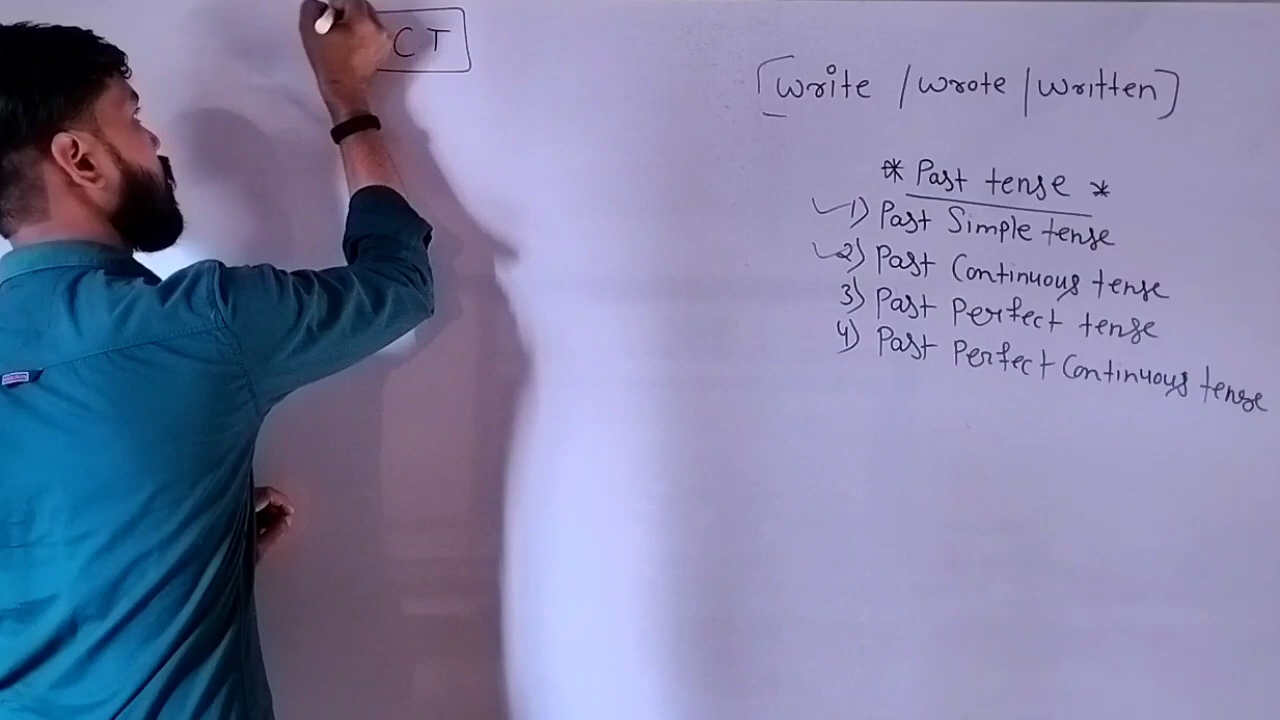 CT
[write / wrote / written]
* Past tense *
1) Past Simple tense
2) Past Continuous tense
3) Past Perfect tense
4) Past Perfect Continuous tense